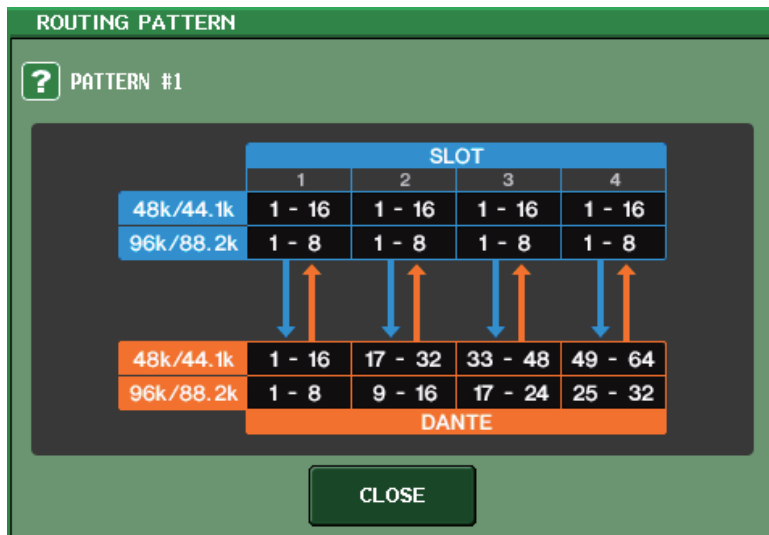 ROUTING PATTERN
? PATTERN #1
SLOT
1 2 3 4
48k/44.1k 1 - 16 1 - 16 1 - 16 1 - 16
96k/88.2k 1 - 8 1 - 8 1 - 8 1 - 8
48k/44.1k 1 - 16 17 - 32 33 - 48 49 - 64
96k/88.2k 1 - 8 9 - 16 17 - 24 25 - 32
DANTE
CLOSE